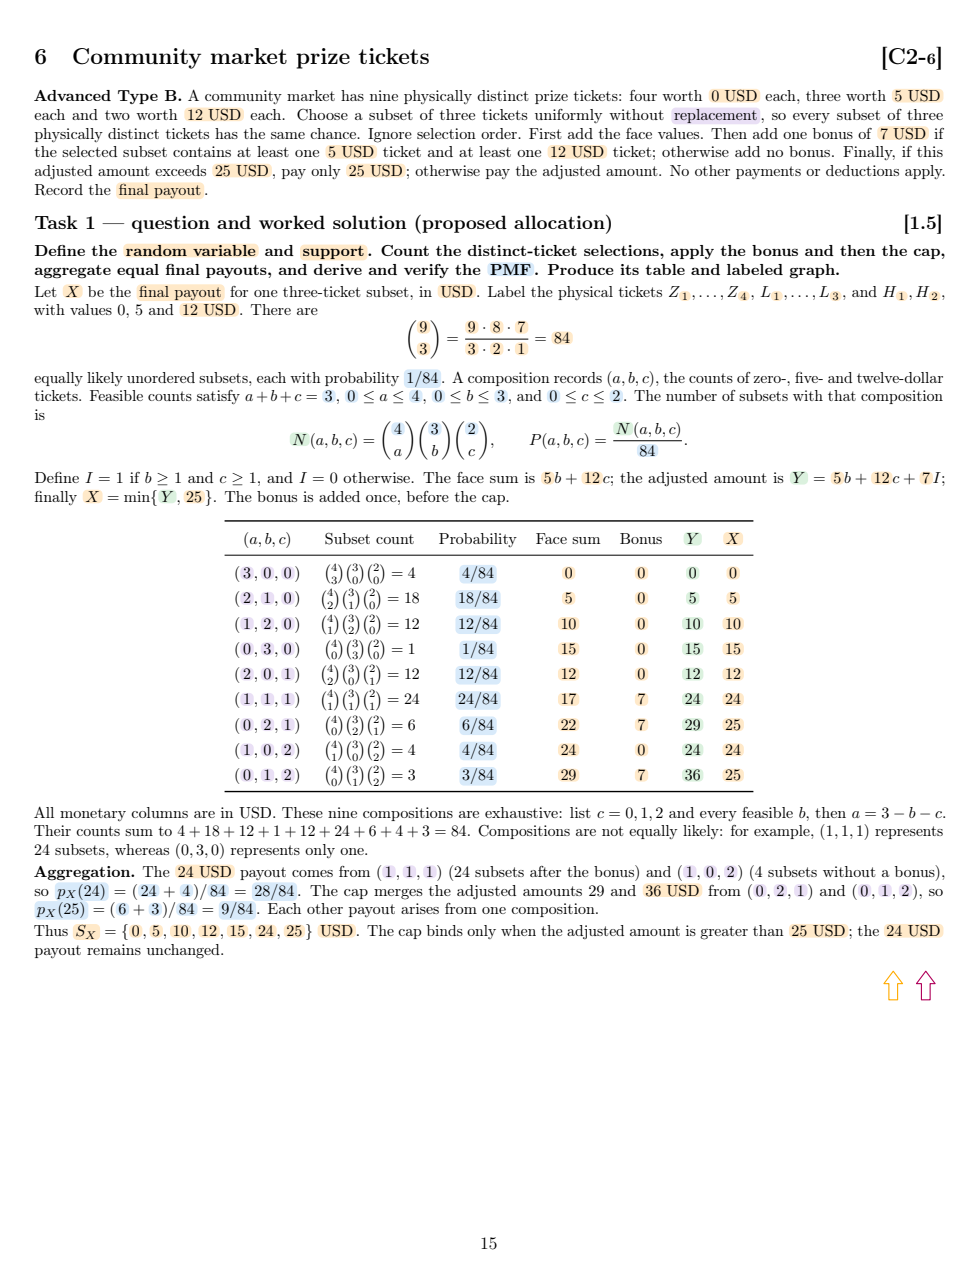 6 Community market prize tickets [C2-6]
Advanced Type B. A community market has nine physically distinct prize tickets: four worth 0 USD each, three worth 5 USD
each and two worth 12 USD each. Choose a subset of three tickets uniformly without replacement, so every subset of three
physically distinct tickets has the same chance. Ignore selection order. First add the face values. Then add one bonus of 7 USD if
the selected subset contains at least one 5 USD ticket and at least one 12 USD ticket; otherwise add no bonus. Finally, if this
adjusted amount exceeds 25 USD, pay only 25 USD; otherwise pay the adjusted amount. No other payments or deductions apply.
Record the final payout.
Task 1 — question and worked solution (proposed allocation) [1.5]
Define the random variable and support. Count the distinct-ticket selections, apply the bonus and then the cap,
aggregate equal final payouts, and derive and verify the PMF. Produce its table and labeled graph.
Let X be the final payout for one three-ticket subset, in USD. Label the physical tickets Z₁,...,Z₄, L₁,...,L₃, and H₁,H₂,
with values 0, 5 and 12 USD. There are
(9 3) = 9·8·7 / 3·2·1 = 84
equally likely unordered subsets, each with probability 1/84. A composition records (a,b,c), the counts of zero-, five- and twelve-dollar
tickets. Feasible counts satisfy a+b+c = 3, 0 ≤ a ≤ 4, 0 ≤ b ≤ 3, and 0 ≤ c ≤ 2. The number of subsets with that composition
is
N(a,b,c) = (4 a)(3 b)(2 c), P(a,b,c) = N(a,b,c) / 84.
Define I = 1 if b ≥ 1 and c ≥ 1, and I = 0 otherwise. The face sum is 5b + 12c; the adjusted amount is Y = 5b + 12c + 7I;
finally X = min{Y, 25}. The bonus is added once, before the cap.
(a,b,c) Subset count Probability Face sum Bonus Y X
(3,0,0) (4 3)(3 0)(2 0) = 4 4/84 0 0 0 0
(2,1,0) (4 2)(3 1)(2 0) = 18 18/84 5 0 5 5
(1,2,0) (4 1)(3 2)(2 0) = 12 12/84 10 0 10 10
(0,3,0) (4 0)(3 3)(2 0) = 1 1/84 15 0 15 15
(2,0,1) (4 2)(3 0)(2 1) = 12 12/84 12 0 12 12
(1,1,1) (4 1)(3 1)(2 1) = 24 24/84 17 7 24 24
(0,2,1) (4 0)(3 2)(2 1) = 6 6/84 22 7 29 25
(1,0,2) (4 1)(3 0)(2 2) = 4 4/84 24 0 24 24
(0,1,2) (4 0)(3 1)(2 2) = 3 3/84 29 7 36 25
All monetary columns are in USD. These nine compositions are exhaustive: list c = 0,1,2 and every feasible b, then a = 3 − b − c.
Their counts sum to 4 + 18 + 12 + 1 + 12 + 24 + 6 + 4 + 3 = 84. Compositions are not equally likely: for example, (1,1,1) represents
24 subsets, whereas (0,3,0) represents only one.
Aggregation. The 24 USD payout comes from (1,1,1) (24 subsets after the bonus) and (1,0,2) (4 subsets without a bonus),
so p_X(24) = (24 + 4)/84 = 28/84. The cap merges the adjusted amounts 29 and 36 USD from (0,2,1) and (0,1,2), so
p_X(25) = (6 + 3)/84 = 9/84. Each other payout arises from one composition.
Thus S_X = {0, 5, 10, 12, 15, 24, 25} USD. The cap binds only when the adjusted amount is greater than 25 USD; the 24 USD
payout remains unchanged.
15